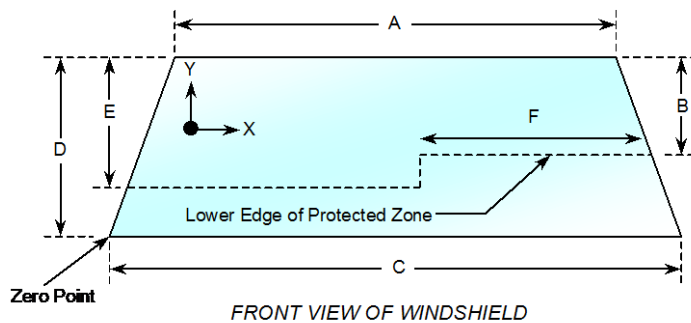 A
Y
B
E
X
F
D
Lower Edge of Protected Zone
C
Zero Point
FRONT VIEW OF WINDSHIELD